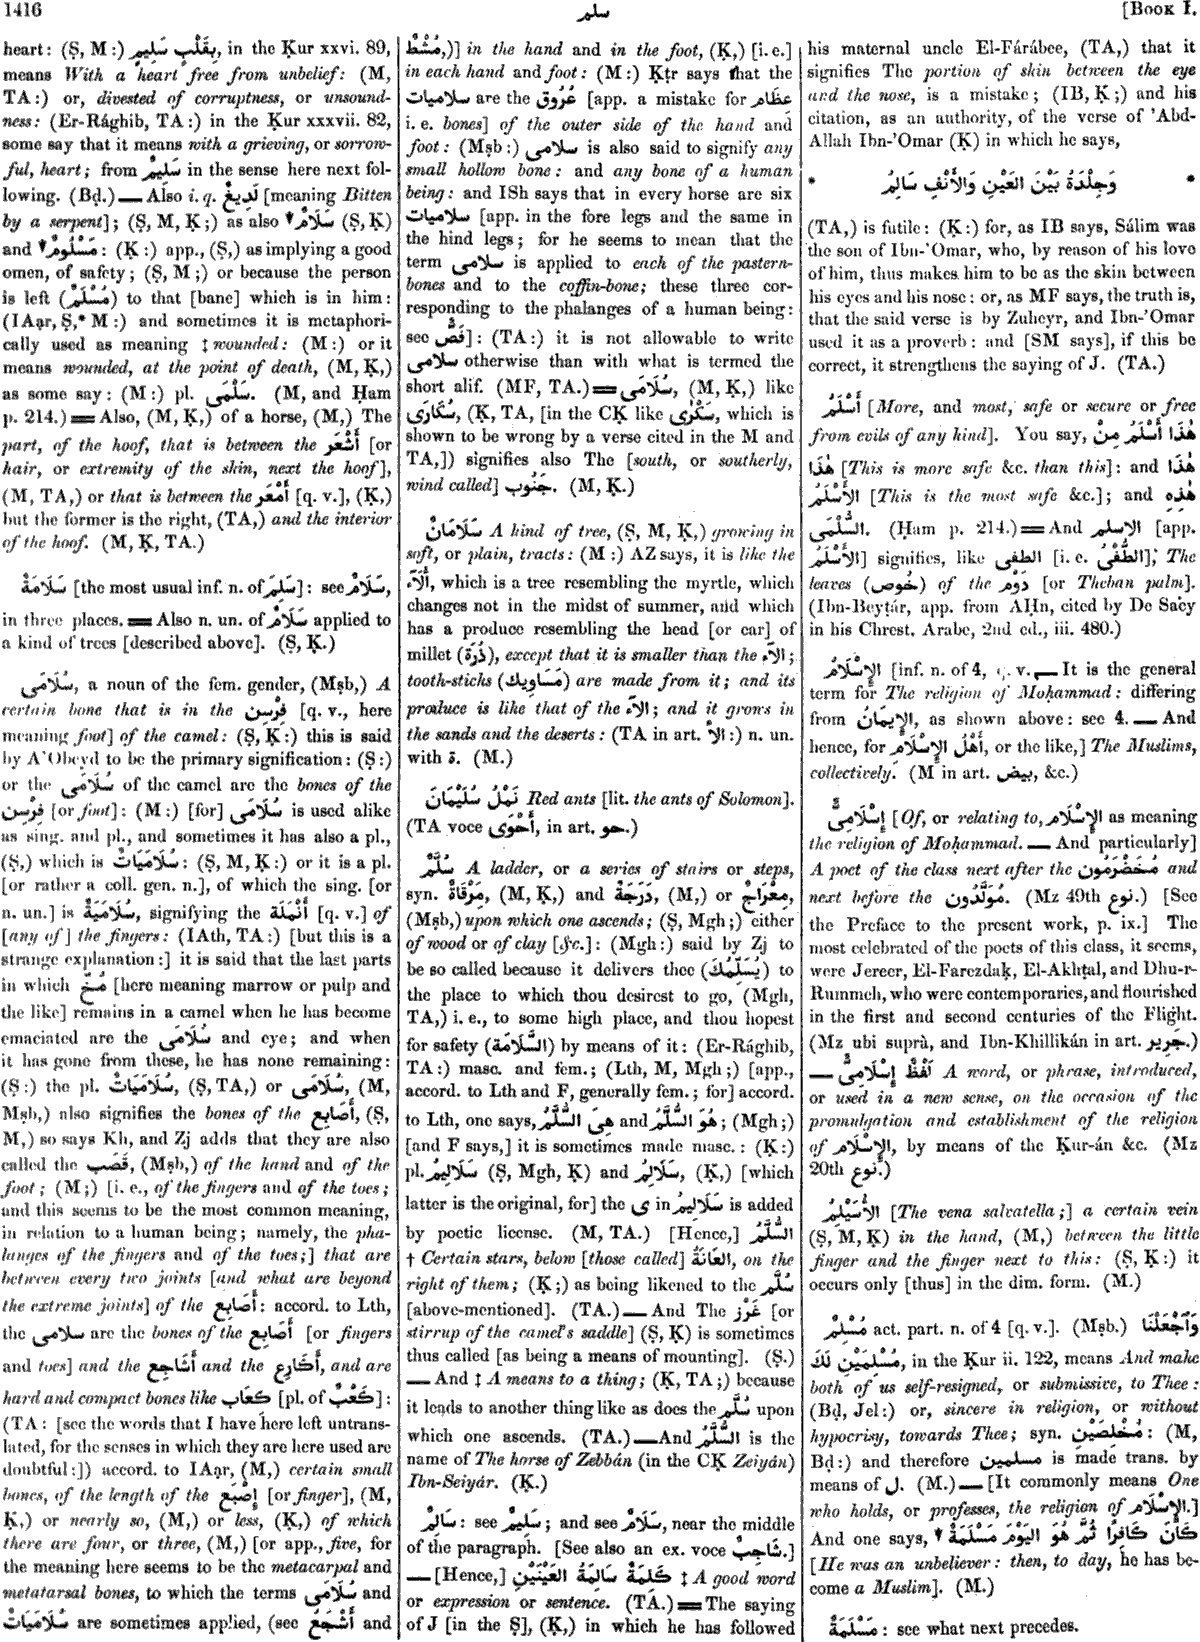 1416
سلم
[BOOK I.
heart: (Ṣ, M:) بِقَلْبٍ سَلِيمٍ, in the Ḳur xxvi. 89,
means With a heart free from unbelief: (M,
TA:) or, divested of corruptness, or unsound-
ness: (Er-Rághib, TA:) in the Ḳur xxxvii. 82,
some say that it means with a grieving, or sorrow-
ful, heart; from سَلِيمٌ in the sense here next fol-
lowing. (Bḍ.) — Also i. q. لَدِيغٌ [meaning Bitten
by a serpent]; (Ṣ, M, Ḳ;) as also ▼ سَلَامٌ (Ṣ, Ḳ)
and ▼ مَسْلُومٌ: (Ḳ:) app., (Ṣ,) as implying a good
omen, of safety; (Ṣ, M;) or because the person
is left (مُسْلَمٌ) to that [bane] which is in him:
(IAạr, Ṣ,* M:) and sometimes it is metaphori-
cally used as meaning ‡ wounded: (M:) or it
means wounded, at the point of death, (M, Ḳ,)
as some say: (M:) pl. سَلْمَى. (M, and Ḥam
p. 214.) ═ Also, (M, Ḳ,) of a horse, (M,) The
part, of the hoof, that is between the أَشْعَر [or
hair, or extremity of the skin, next the hoof],
(M, TA,) or that is between the أَمْعَر [q. v.], (Ḳ,)
but the former is the right, (TA,) and the interior
of the hoof. (M, Ḳ, TA.)
سَلَامَةٌ [the most usual inf. n. of سَلِمَ]: see سَلَامٌ,
in three places. ═ Also n. un. of سَلَامٌ applied to
a kind of trees [described above]. (Ṣ, Ḳ.)
سُلَامَى, a noun of the fem. gender, (Mṣb,) A
certain bone that is in the فِرْسِن [q. v., here
meaning foot] of the camel: (Ṣ, Ḳ:) this is said
by A'Obeyd to be the primary signification: (Ṣ:)
or the سُلَامَى of the camel are the bones of the
فِرْسِن [or foot]: (M:) [for] سُلَامَى is used alike
as sing. and pl., and sometimes it has also a pl.,
(Ṣ,) which is سُلَامَيَاتٌ: (Ṣ, M, Ḳ:) or it is a pl.
[or rather a coll. gen. n.], of which the sing. [or
n. un.] is سُلَامِيَةٌ, signifying the أَنْمُلَة [q. v.] of
[any of] the fingers: (IAth, TA:) [but this is a
strange explanation:] it is said that the last parts
in which مُخّ [here meaning marrow or pulp and
the like] remains in a camel when he has become
emaciated are the سُلَامَى and eye; and when
it has gone from these, he has none remaining:
(Ṣ:) the pl. سُلَامَيَاتٌ, (Ṣ, TA,) or سُلَامَى, (M,
Mṣb,) also signifies the bones of the أَصَابِع, (Ṣ,
M,) so says Kh, and Zj adds that they are also
called the قَصَب, (Mṣb,) of the hand and of the
foot; (M;) [i. e., of the fingers and of the toes;
and this seems to be the most common meaning,
in relation to a human being; namely, the pha-
langes of the fingers and of the toes;] that are
between every two joints [and what are beyond
the extreme joints] of the أَصَابِع: accord. to Lth,
the سلامى are the bones of the أَصَابِع [or fingers
and toes] and the أَشَاجِع and the أَكَارِع, and are
hard and compact bones like كِعَاب [pl. of كَعْبٌ]:
(TA: [see the words that I have here left untrans-
lated, for the senses in which they are here used are
doubtful:]) accord. to IAạr, (M,) certain small
bones, of the length of the إِصْبَع [or finger], (M,
Ḳ,) or nearly so, (M,) or less, (Ḳ,) of which
there are four, or three, (M,) [or app., five, for
the meaning here seems to be the metacarpal and
metatarsal bones, to which the terms سُلَامَى and
سُلَامَيَاتٌ are sometimes applied, (see أَشْجَعُ and
مُشْطٌ,)] in the hand and in the foot, (Ḳ,) [i. e.]
in each hand and foot: (M:) Ḳṭr says that the
سلاميات are the عُرُوق [app. a mistake for عِظَام
i. e. bones] of the outer side of the hand and
foot: (Mṣb:) سلامى is also said to signify any
small hollow bone: and any bone of a human
being: and ISh says that in every horse are six
سلاميات [app. in the fore legs and the same in
the hind legs; for he seems to mean that the
term سلامى is applied to each of the pastern-
bones and to the coffin-bone; these three cor-
responding to the phalanges of a human being:
see فَصٌّ]: (TA:) it is not allowable to write
سلامى otherwise than with what is termed the
short alif. (MF, TA.) ═ سُلَامَى, (M, Ḳ,) like
سُكَارَى, (Ḳ, TA, [in the CḲ like سَكْرٰى, which is
shown to be wrong by a verse cited in the M and
TA,]) signifies also The [south, or southerly,
wind called] جَنُوب. (M, Ḳ.)
سَلَامَانٌ A kind of tree, (Ṣ, M, Ḳ,) growing in
soft, or plain, tracts: (M:) AZ says, it is like the
أَلَآء, which is a tree resembling the myrtle, which
changes not in the midst of summer, and which
has a produce resembling the head [or ear] of
millet (ذُرَة), except that it is smaller than the الآء;
tooth-sticks (مَسَاوِيك) are made from it; and its
produce is like that of the الآء; and it grows in
the sands and the deserts: (TA in art. الأ:) n. un.
with ة. (M.)
نَمْلُ سُلَيْمَانَ Red ants [lit. the ants of Solomon].
(TA voce أَحْوَى, in art. حو.)
سُلَّمٌ A ladder, or a series of stairs or steps,
syn. مِرْقَاةٌ, (M, Ḳ,) and دَرَجَةٌ, (M,) or مِعْرَاجٌ,
(Mṣb,) upon which one ascends; (Ṣ, Mgh;) either
of wood or of clay [&c.]: (Mgh:) said by Zj to
be so called because it delivers thee (يُسَلِّمُكَ) to
the place to which thou desirest to go, (Mgh,
TA,) i. e., to some high place, and thou hopest
for safety (السَّلَامَة) by means of it: (Er-Rághib,
TA:) masc. and fem.; (Lth, M, Mgh;) [app.,
accord. to Lth and F, generally fem.; for] accord.
to Lth, one says, هِىَ السُّلَّمُ and هُوَ السُّلَّمُ; (Mgh;)
[and F says,] it is sometimes made masc.: (Ḳ:)
pl. سَلَالِيمُ (Ṣ, Mgh, Ḳ) and سَلَالِمُ, (Ḳ,) [which
latter is the original, for] the ى in سَلَالِيمُ is added
by poetic license. (M, TA.) [Hence,] السُّلَّمُ
† Certain stars, below [those called] العَانَةُ, on the
right of them; (Ḳ;) as being likened to the سُلَّم
[above-mentioned]. (TA.) — And The غَرْز [or
stirrup of the camel's saddle] (Ṣ, Ḳ) is sometimes
thus called [as being a means of mounting]. (Ṣ.)
— And ‡ A means to a thing; (Ḳ, TA;) because
it leads to another thing like as does the سُلَّم upon
which one ascends. (TA.) — And السُّلَّمُ is the
name of The horse of Zebbán (in the CḲ Zeiyán)
Ibn-Seiyár. (Ḳ.)
سَالِمٌ: see سَلِيمٌ; and see سَلَامٌ, near the middle
of the paragraph. [See also an ex. voce شَاجِبٌ.]
— [Hence,] كَلِمَةٌ سَالِمَةُ العَيْنَيْنِ ‡ A good word
or expression or sentence. (TA.) ═ The saying
of J [in the Ṣ], (Ḳ,) in which he has followed
his maternal uncle El-Fárábee, (TA,) that it
signifies The portion of skin between the eye
and the nose, is a mistake; (IB, Ḳ;) and his
citation, as an authority, of the verse of 'Abd-
Allah Ibn-'Omar (Ḳ) in which he says,
* وَجِلْدَةُ بَيْنَ العَيْنِ وَالأَنْفِ سَالِمُ *
(TA,) is futile: (Ḳ:) for, as IB says, Sálim was
the son of Ibn-'Omar, who, by reason of his love
of him, thus makes him to be as the skin between
his eyes and his nose: or, as MF says, the truth is,
that the said verse is by Zuheyr, and Ibn-'Omar
used it as a proverb: and [SM says], if this be
correct, it strengthens the saying of J. (TA.)
أَسْلَمُ [More, and most, safe or secure or free
from evils of any kind]. You say, هٰذَا أَسْلَمُ مِنْ
هٰذَا [This is more safe &c. than this]: and هٰذَا
الأَسْلَمُ [This is the most safe &c.]; and هٰذِهِ
السُّلْمَى. (Ḥam p. 214.) ═ And الاسلم [app.
الأَسْلَمُ] signifies, like الطفى [i. e. الطُّفْىُ], The
leaves (خُوص) of the دَوْم [or Theban palm].
(Ibn-Beyṭár, app. from AḤn, cited by De Sacy
in his Chrest. Arabe, 2nd ed., iii. 480.)
الإِسْلَامُ [inf. n. of 4, q. v. — It is the general
term for The religion of Moḥammad: differing
from الإِيمَانُ, as shown above: see 4. — And
hence, for أَهْلُ الإِسْلَامِ, or the like,] The Muslims,
collectively. (M in art. بيض, &c.)
إِسْلَامِىٌّ [Of, or relating to, الإِسْلَام as meaning
the religion of Moḥammad. — And particularly]
A poet of the class next after the مُخَضْرَمُون and
next before the مُوَلَّدُون. (Mz 49th نوع.) [See
the Preface to the present work, p. ix.] The
most celebrated of the poets of this class, it seems,
were Jereer, El-Farezdaḳ, El-Akhṭal, and Dhu-r-
Rummeh, who were contemporaries, and flourished
in the first and second centuries of the Flight.
(Mz ubi suprà, and Ibn-Khillikán in art. جَرِير.)
— لَفْظٌ إِسْلَامِىٌّ A word, or phrase, introduced,
or used in a new sense, on the occasion of the
promulgation and establishment of the religion
of الإِسْلَام, by means of the Ḳur-án &c. (Mz
20th نوع.)
الأُسَيْلِمُ [The vena salvatella;] a certain vein
(Ṣ, M, Ḳ) in the hand, (M,) between the little
finger and the finger next to this: (Ṣ, Ḳ:) it
occurs only [thus] in the dim. form. (M.)
مُسْلِمٌ act. part. n. of 4 [q. v.]. (Mṣb.) وَٱجْعَلْنَا
مُسْلِمَيْنِ لَكَ, in the Ḳur ii. 122, means And make
both of us self-resigned, or submissive, to Thee:
(Bḍ, Jel:) or, sincere in religion, or without
hypocrisy, towards Thee; syn. مُخْلِصَيْنِ: (M,
Bḍ:) and therefore مسلمين is made trans. by
means of ل. (M.) — [It commonly means One
who holds, or professes, the religion of الإِسْلَام.]
And one says, ▼ كَانَ كَافِرًا ثُمَّ هُوَ اليَوْمَ مَسْلَمَةٌ
[He was an unbeliever: then, to day, he has be-
come a Muslim]. (M.)
مَسْلَمَةٌ: see what next precedes.